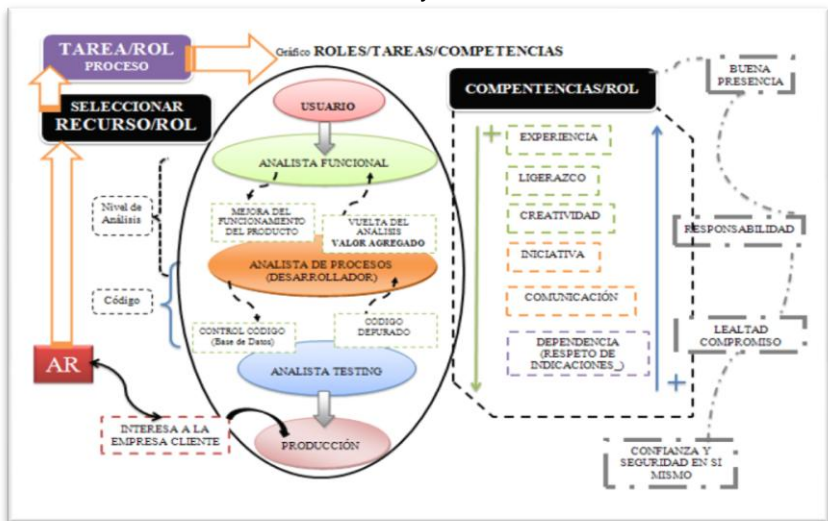 TAREA/ROL
PROCESO
Gráfico ROLES/TAREAS/COMPETENCIAS
SELECCIONAR
RECURSO/ROL
USUARIO
ANALISTA FUNCIONAL
Nivel de
Análisis
MEJORA DEL
FUNCIONAMIENTO
DEL PRODUCTO
VUELTA DEL
ANÁLISIS
VALOR AGREGADO
ANALISTA DE PROCESOS
(DESARROLLADOR)
Código
CONTROL CÓDIGO
(Base de Datos)
CÓDIGO
DEPURADO
ANALISTA TESTING
AR
INTERESA A LA
EMPRESA CLIENTE
PRODUCCIÓN
COMPENTENCIAS/ROL
+
EXPERIENCIA
LIGERAZCO
CREATIVIDAD
INICIATIVA
COMUNICACIÓN
DEPENDENCIA
(RESPETO DE
INDICACIONES_)
+
BUENA
PRESENCIA
RESPONSABILIDAD
LEALTAD
COMPROMISO
CONFIANZA Y
SEGURIDAD EN SI
MISMO